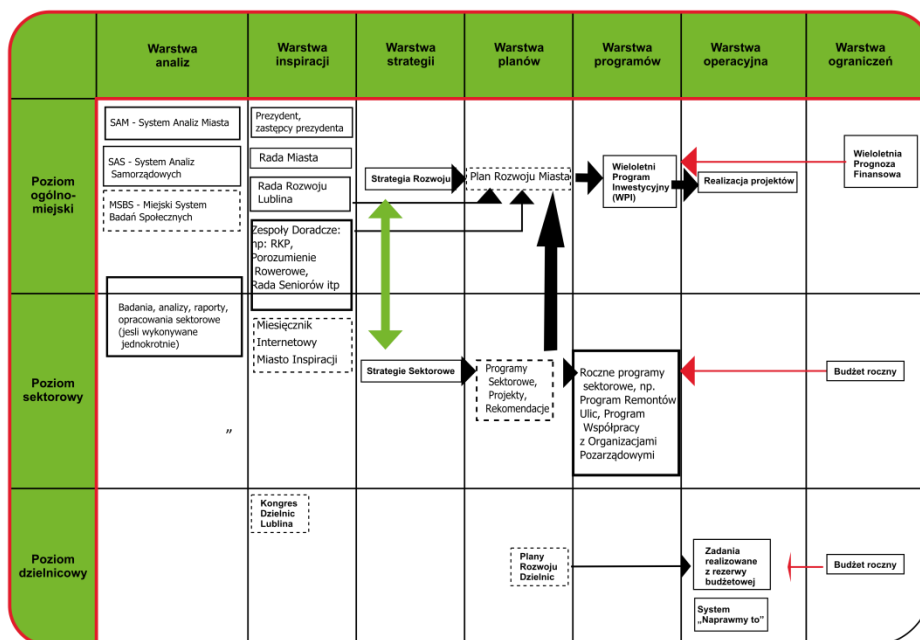 Warstwa
analiz
Warstwa
inspiracji
Warstwa
strategii
Warstwa
planów
Warstwa
programów
Warstwa
operacyjna
Warstwa
ograniczeń
Poziom
ogólno-
miejski
SAM - System Analiz Miasta
SAS - System Analiz
Samorządowych
MSBS - Miejski System
Badań Społecznych
Prezydent,
zastępcy prezydenta
Rada Miasta
Rada Rozwoju
Lublina
Zespoły Doradcze:
np: RKP,
Porozumienie
Rowerowe,
Rada Seniorów itp
Strategia Rozwoju
Plan Rozwoju Miasta
Wieloletni
Program
Inwestycyjny
(WPI)
Realizacja projektów
Wieloletnia
Prognoza
Finansowa
Poziom
sektorowy
Badania, analizy, raporty,
opracowania sektorowe
(jesli wykonywane
jednokrotnie)
„
Miesięcznik
Internetowy
Miasto Inspiracji
Strategie Sektorowe
Programy
Sektorowe,
Projekty,
Rekomendacje
Roczne programy
sektorowe, np.
Program Remontów
Ulic, Program
Współpracy
z Organizacjami
Pozarządowymi
Budżet roczny
Poziom
dzielnicowy
Kongres
Dzielnic
Lublina
Plany
Rozwoju
Dzielnic
Zadania
realizowane
z rezerwy
budżetowej
System
„Naprawmy to”
Budżet roczny